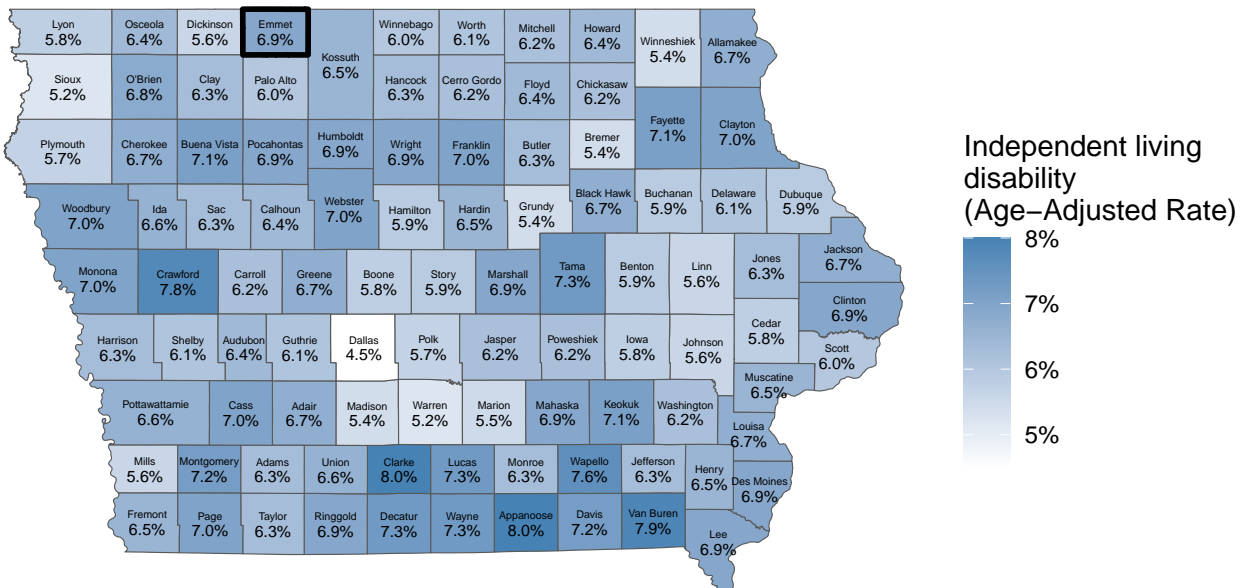 Lyon
5.8%
Osceola
6.4%
Dickinson
5.6%
Emmet
6.9%
Kossuth
6.5%
Winnebago
6.0%
Worth
6.1%
Mitchell
6.2%
Howard
6.4%
Winneshiek
5.4%
Allamakee
6.7%
Sioux
5.2%
O'Brien
6.8%
Clay
6.3%
Palo Alto
6.0%
Hancock
6.3%
Cerro Gordo
6.2%
Floyd
6.4%
Chickasaw
6.2%
Plymouth
5.7%
Cherokee
6.7%
Buena Vista
7.1%
Pocahontas
6.9%
Humboldt
6.9%
Wright
6.9%
Franklin
7.0%
Butler
6.3%
Bremer
5.4%
Fayette
7.1%
Clayton
7.0%
Woodbury
7.0%
Ida
6.6%
Sac
6.3%
Calhoun
6.4%
Webster
7.0%
Hamilton
5.9%
Hardin
6.5%
Grundy
5.4%
Black Hawk
6.7%
Buchanan
5.9%
Delaware
6.1%
Dubuque
5.9%
Monona
7.0%
Crawford
7.8%
Carroll
6.2%
Greene
6.7%
Boone
5.8%
Story
5.9%
Marshall
6.9%
Tama
7.3%
Benton
5.9%
Linn
5.6%
Jones
6.3%
Jackson
6.7%
Clinton
6.9%
Harrison
6.3%
Shelby
6.1%
Audubon
6.4%
Guthrie
6.1%
Dallas
4.5%
Polk
5.7%
Jasper
6.2%
Poweshiek
6.2%
Iowa
5.8%
Johnson
5.6%
Cedar
5.8%
Scott
6.0%
Muscatine
6.5%
Pottawattamie
6.6%
Cass
7.0%
Adair
6.7%
Madison
5.4%
Warren
5.2%
Marion
5.5%
Mahaska
6.9%
Keokuk
7.1%
Washington
6.2%
Louisa
6.7%
Mills
5.6%
Montgomery
7.2%
Adams
6.3%
Union
6.6%
Clarke
8.0%
Lucas
7.3%
Monroe
6.3%
Wapello
7.6%
Jefferson
6.3%
Henry
6.5%
Des Moines
6.9%
Fremont
6.5%
Page
7.0%
Taylor
6.3%
Ringgold
6.9%
Decatur
7.3%
Wayne
7.3%
Appanoose
8.0%
Davis
7.2%
Van Buren
7.9%
Lee
6.9%
Independent living
disability
(Age−Adjusted Rate)
8%
7%
6%
5%